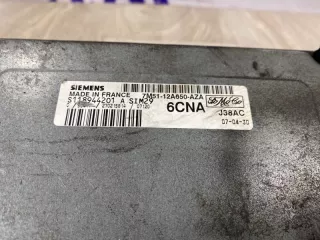 SIEMENS
MADE IN FRANCE 7M51-12A650-AZA
S118944201 A SIM29
6CNA
J38AC
07-04-30